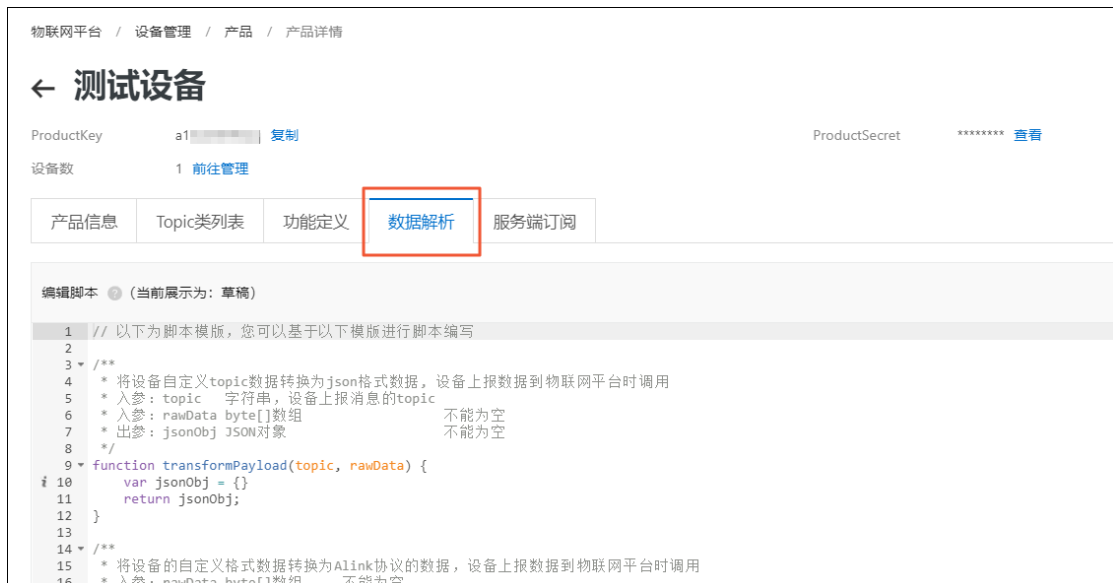 物联网平台 / 设备管理 / 产品 / 产品详情
← 测试设备
ProductKey a1 复制 ProductSecret ******** 查看
设备数 1 前往管理
产品信息 Topic类列表 功能定义 数据解析 服务端订阅
编辑脚本 ? (当前展示为: 草稿)
1 // 以下为脚本模版，您可以基于以下模版进行脚本编写
2
3 /**
4 * 将设备自定义topic数据转换为json格式数据, 设备上报数据到物联网平台时调用
5 * 入参: topic 字符串, 设备上报消息的topic
6 * 入参: rawData byte[]数组 不能为空
7 * 出参: jsonObj JSON对象 不能为空
8 */
9 function transformPayload(topic, rawData) {
i 10 var jsonObj = {}
11 return jsonObj;
12 }
13
14 /**
15 * 将设备的自定义格式数据转换为Alink协议的数据, 设备上报数据到物联网平台时调用
16 * 入参: rawData byte[]数组 不能为空